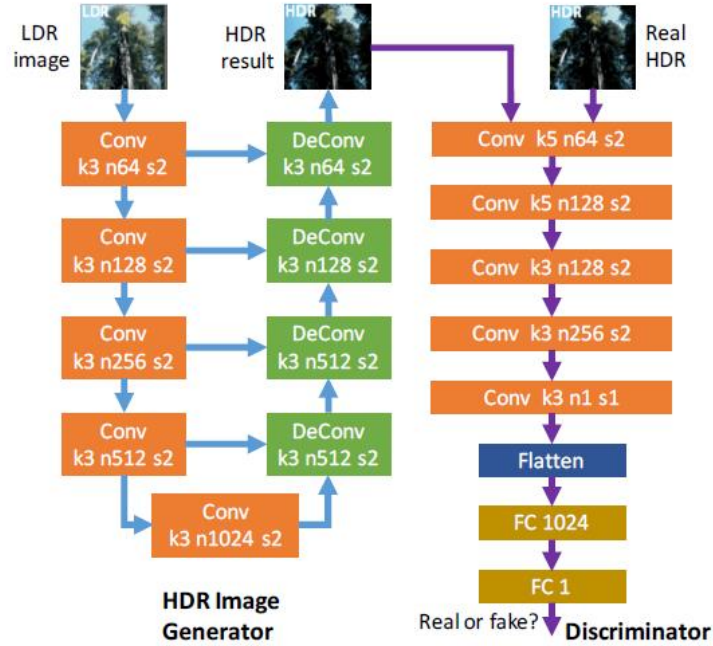 LDR
image
LDR
HDR
result
HDR
Real
HDR
HDR
Conv
k3 n64 s2
Conv
k3 n128 s2
Conv
k3 n256 s2
Conv
k3 n512 s2
Conv
k3 n1024 s2
DeConv
k3 n64 s2
DeConv
k3 n128 s2
DeConv
k3 n512 s2
DeConv
k3 n512 s2
HDR Image
Generator
Conv k5 n64 s2
Conv k5 n128 s2
Conv k3 n128 s2
Conv k3 n256 s2
Conv k3 n1 s1
Flatten
FC 1024
FC 1
Real or fake?
Discriminator